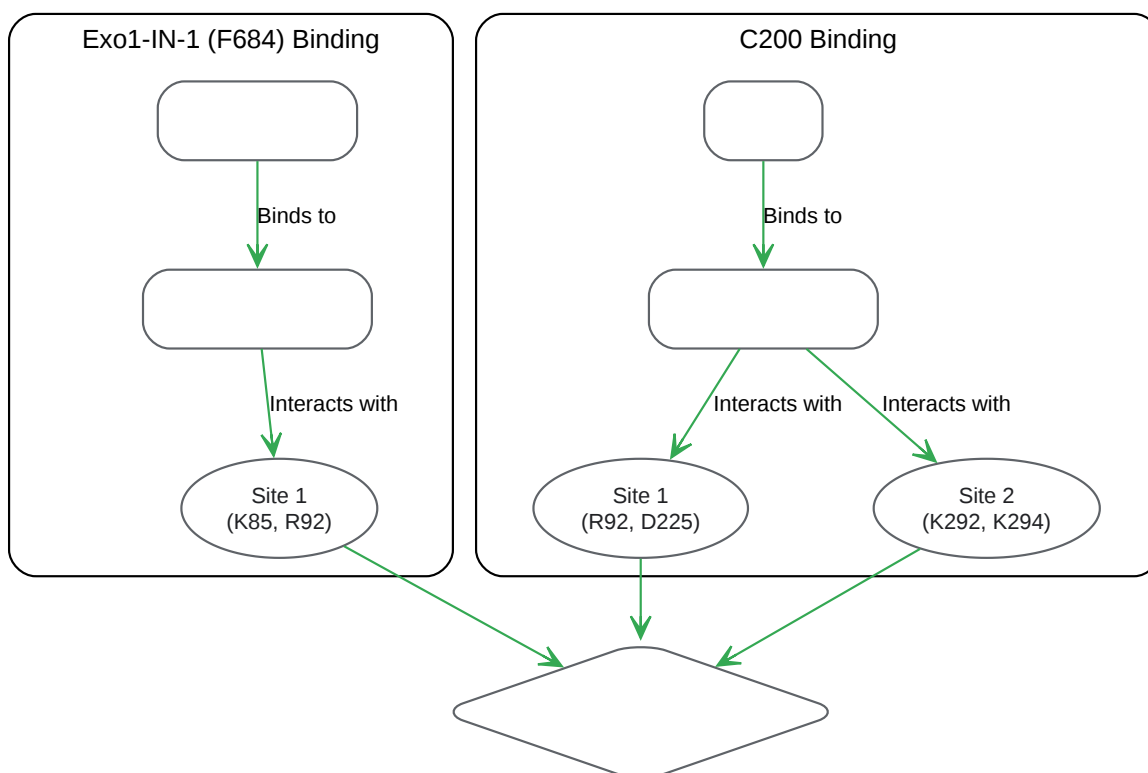 Exo1-IN-1 (F684) Binding
C200 Binding
Binds to
Binds to
Interacts with
Interacts with
Interacts with
Site 1
(K85, R92)
Site 1
(R92, D225)
Site 2
(K292, K294)